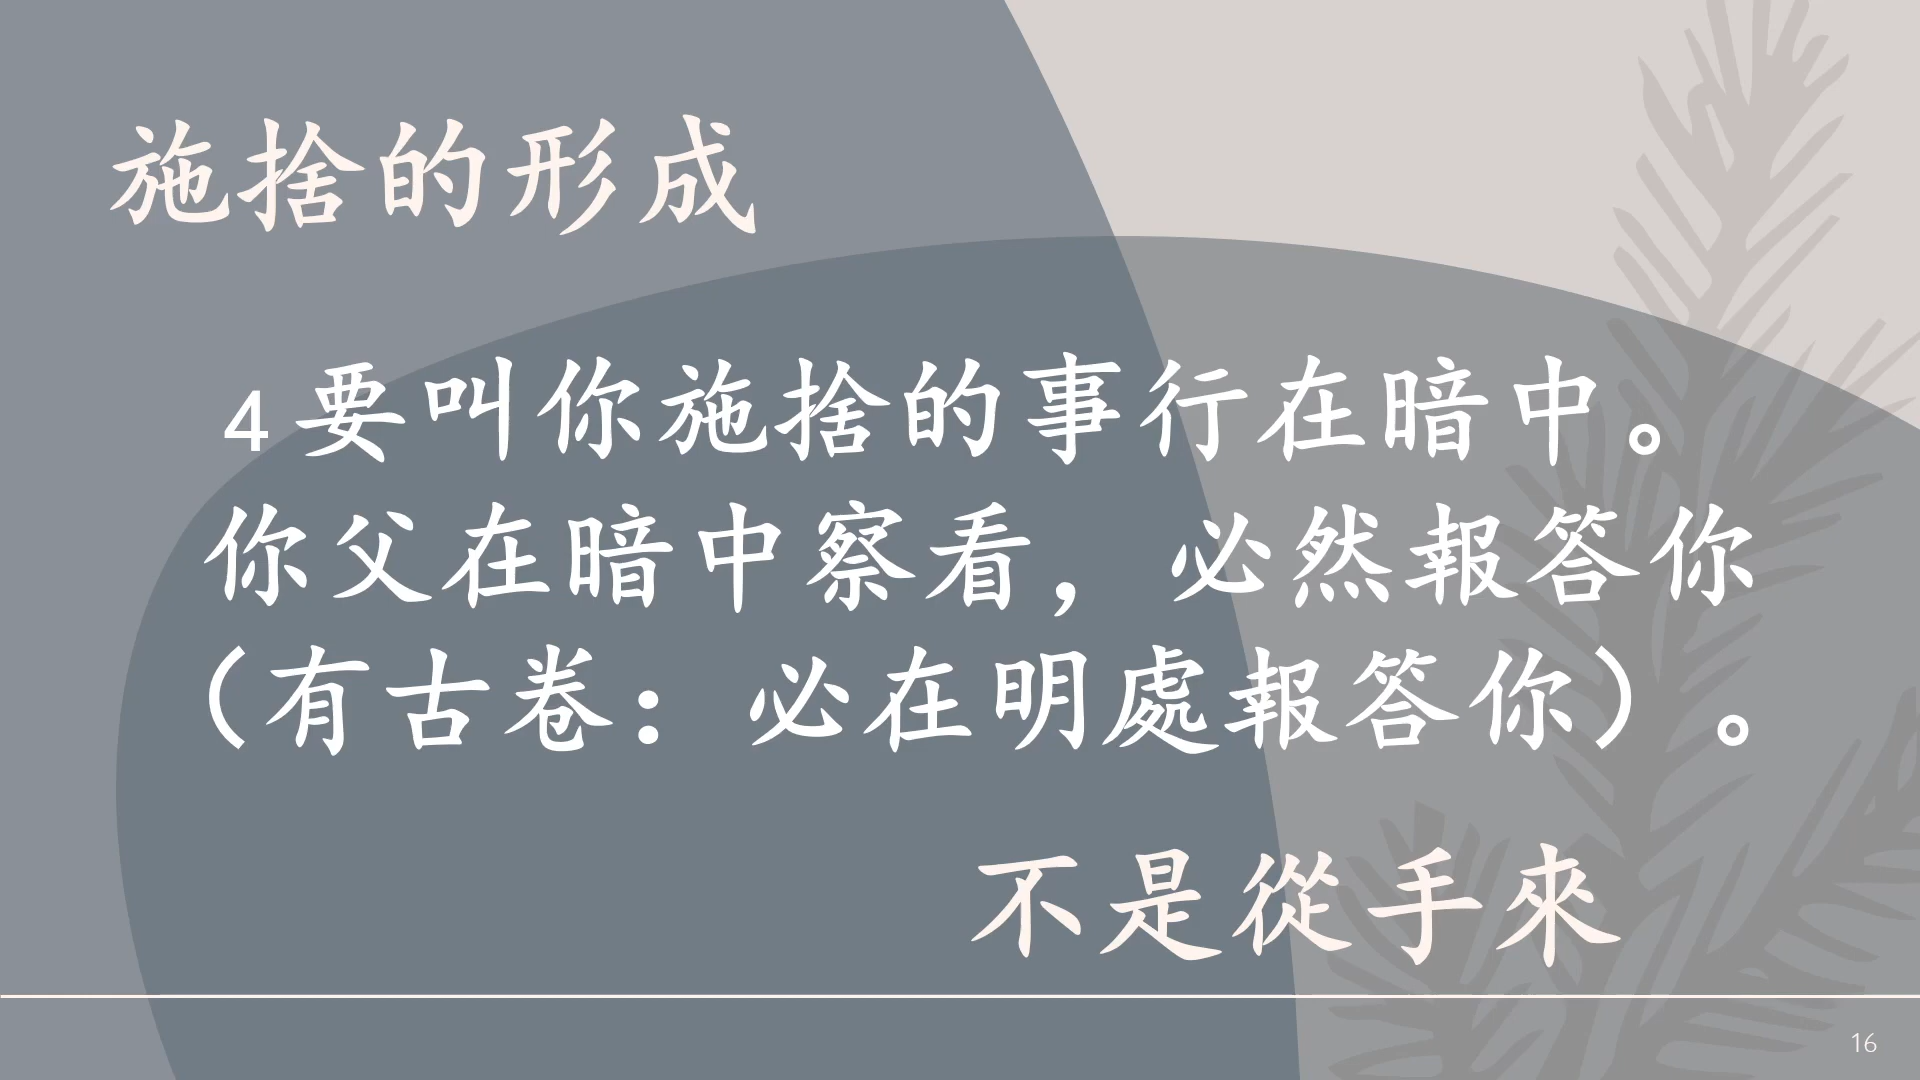 施捨的形成
4 要叫你施捨的事行在暗中。
你父在暗中察看，必然報答你
（有古卷：必在明處報答你）。
不是從手來
16